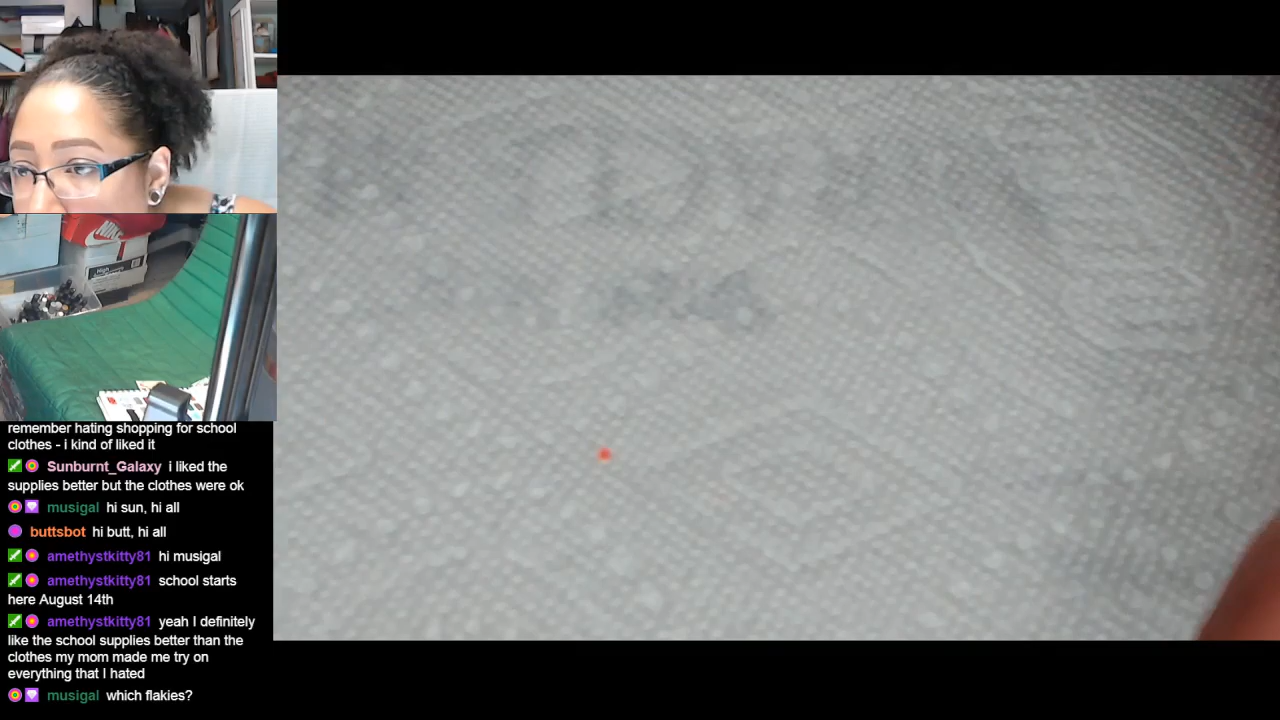 High
remember hating shopping for school
clothes - i kind of liked it
Sunburnt_Galaxy i liked the
supplies better but the clothes were ok
musigal hi sun, hi all
buttsbot hi butt, hi all
amethystkitty81 hi musigal
amethystkitty81 school starts
here August 14th
amethystkitty81 yeah I definitely
like the school supplies better than the
clothes my mom made me try on
everything that I hated
musigal which flakies?